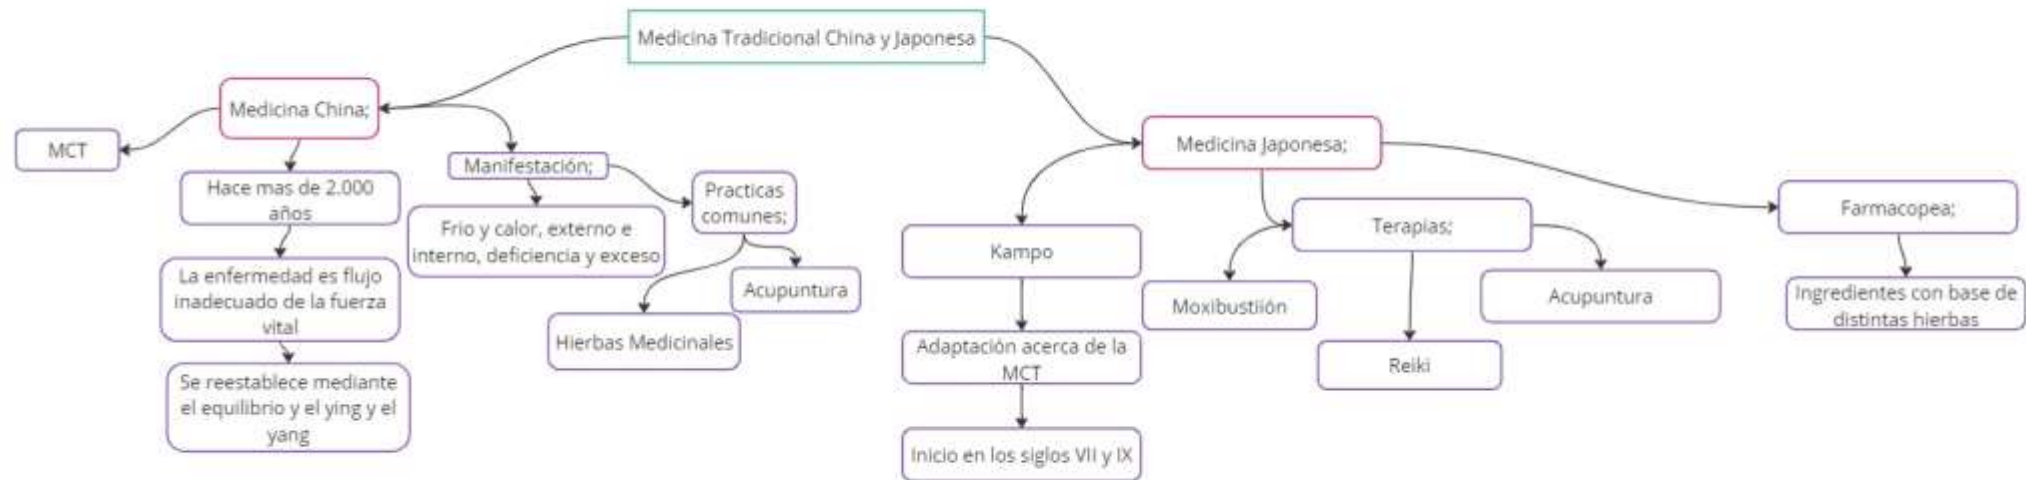 Medicina Tradicional China y Japonesa
Medicina China;
MCT
Hace mas de 2.000
años
La enfermedad es flujo
inadecuado de la fuerza
vital
Se reestablece mediante
el equilibrio y el ying y el
yang
Manifestación;
Frio y calor, externo e
interno, deficiencia y exceso
Practicas
comunes;
Hierbas Medicinales
Acupuntura
Medicina Japonesa;
Kampo
Adaptación acerca de la
MCT
Inicio en los siglos VII y IX
Terapias;
Moxibustiión
Reiki
Acupuntura
Farmacopea;
Ingredientes con base de
distintas hierbas